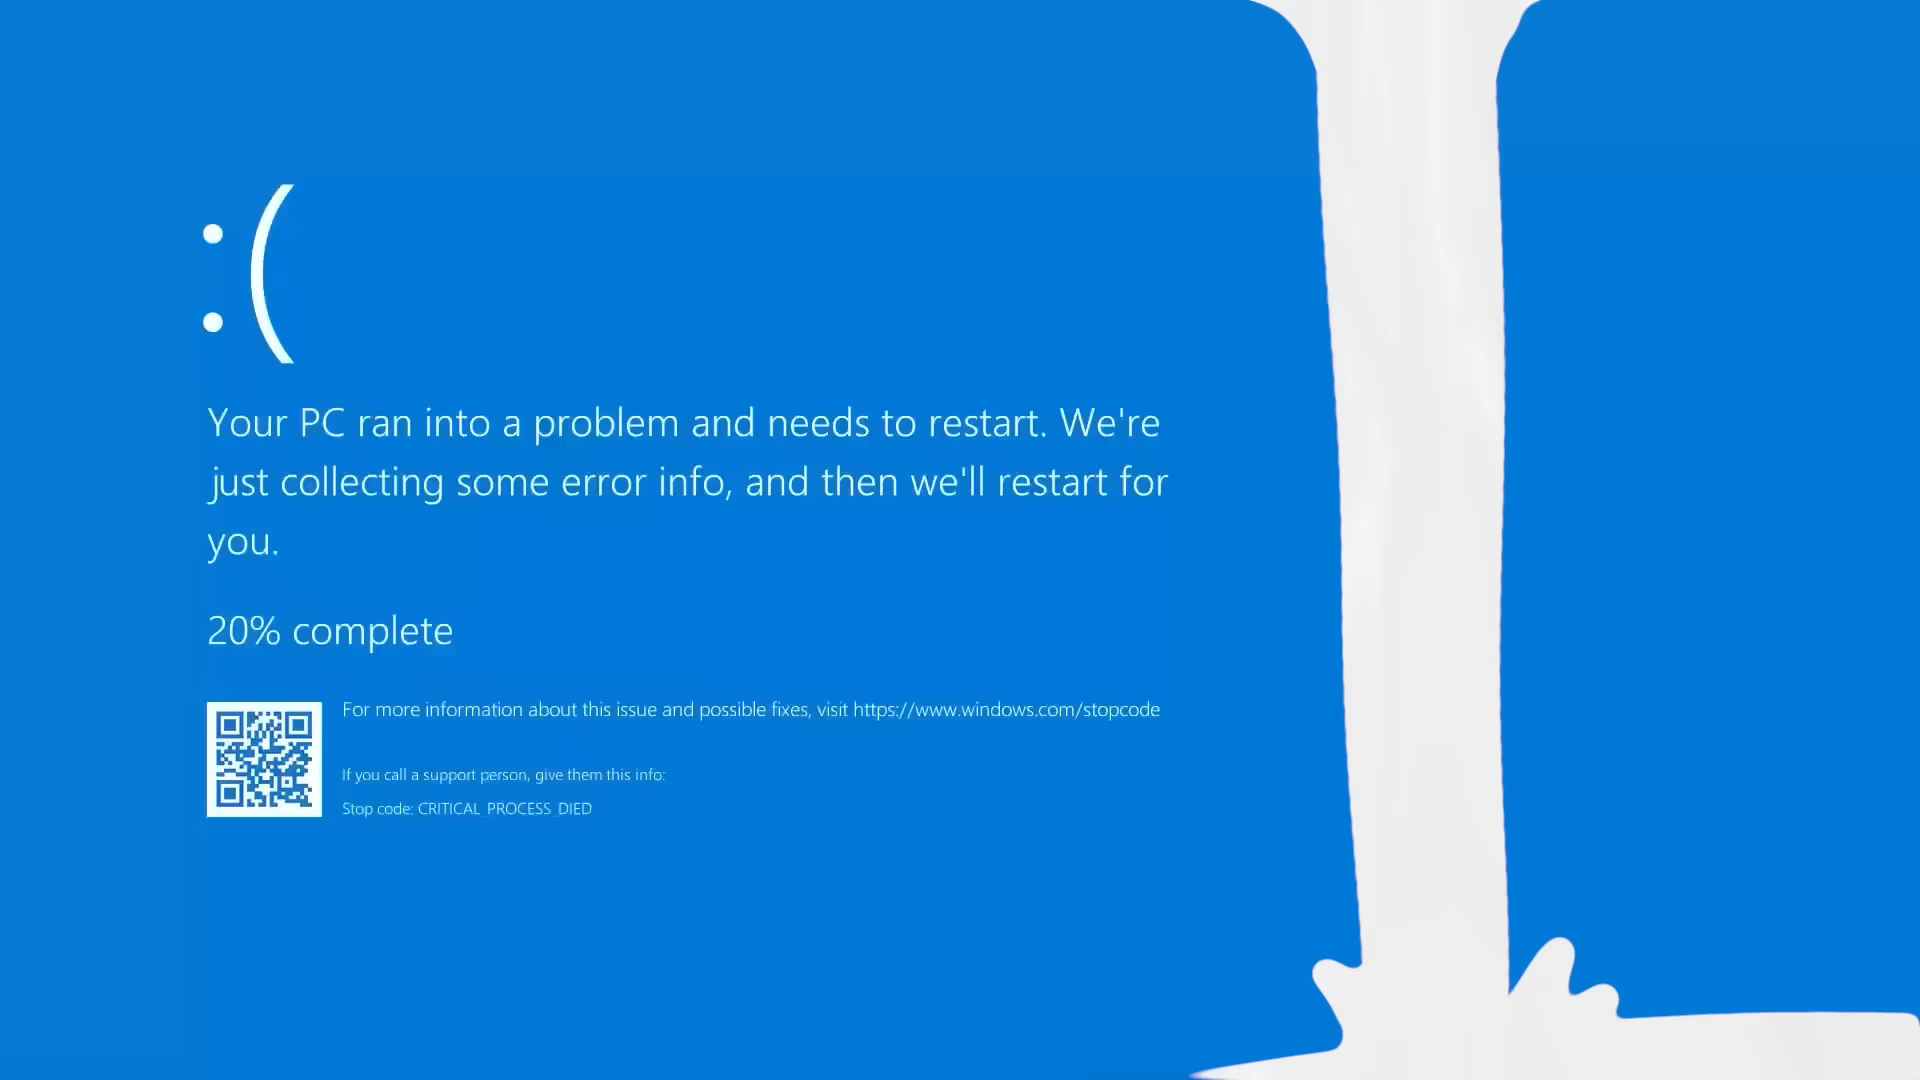 :(
Your PC ran into a problem and needs to restart. We're
just collecting some error info, and then we'll restart for
you.
20% complete
For more information about this issue and possible fixes, visit https://www.windows.com/stopcode
If you call a support person, give them this info:
Stop code: CRITICAL_PROCESS_DIED